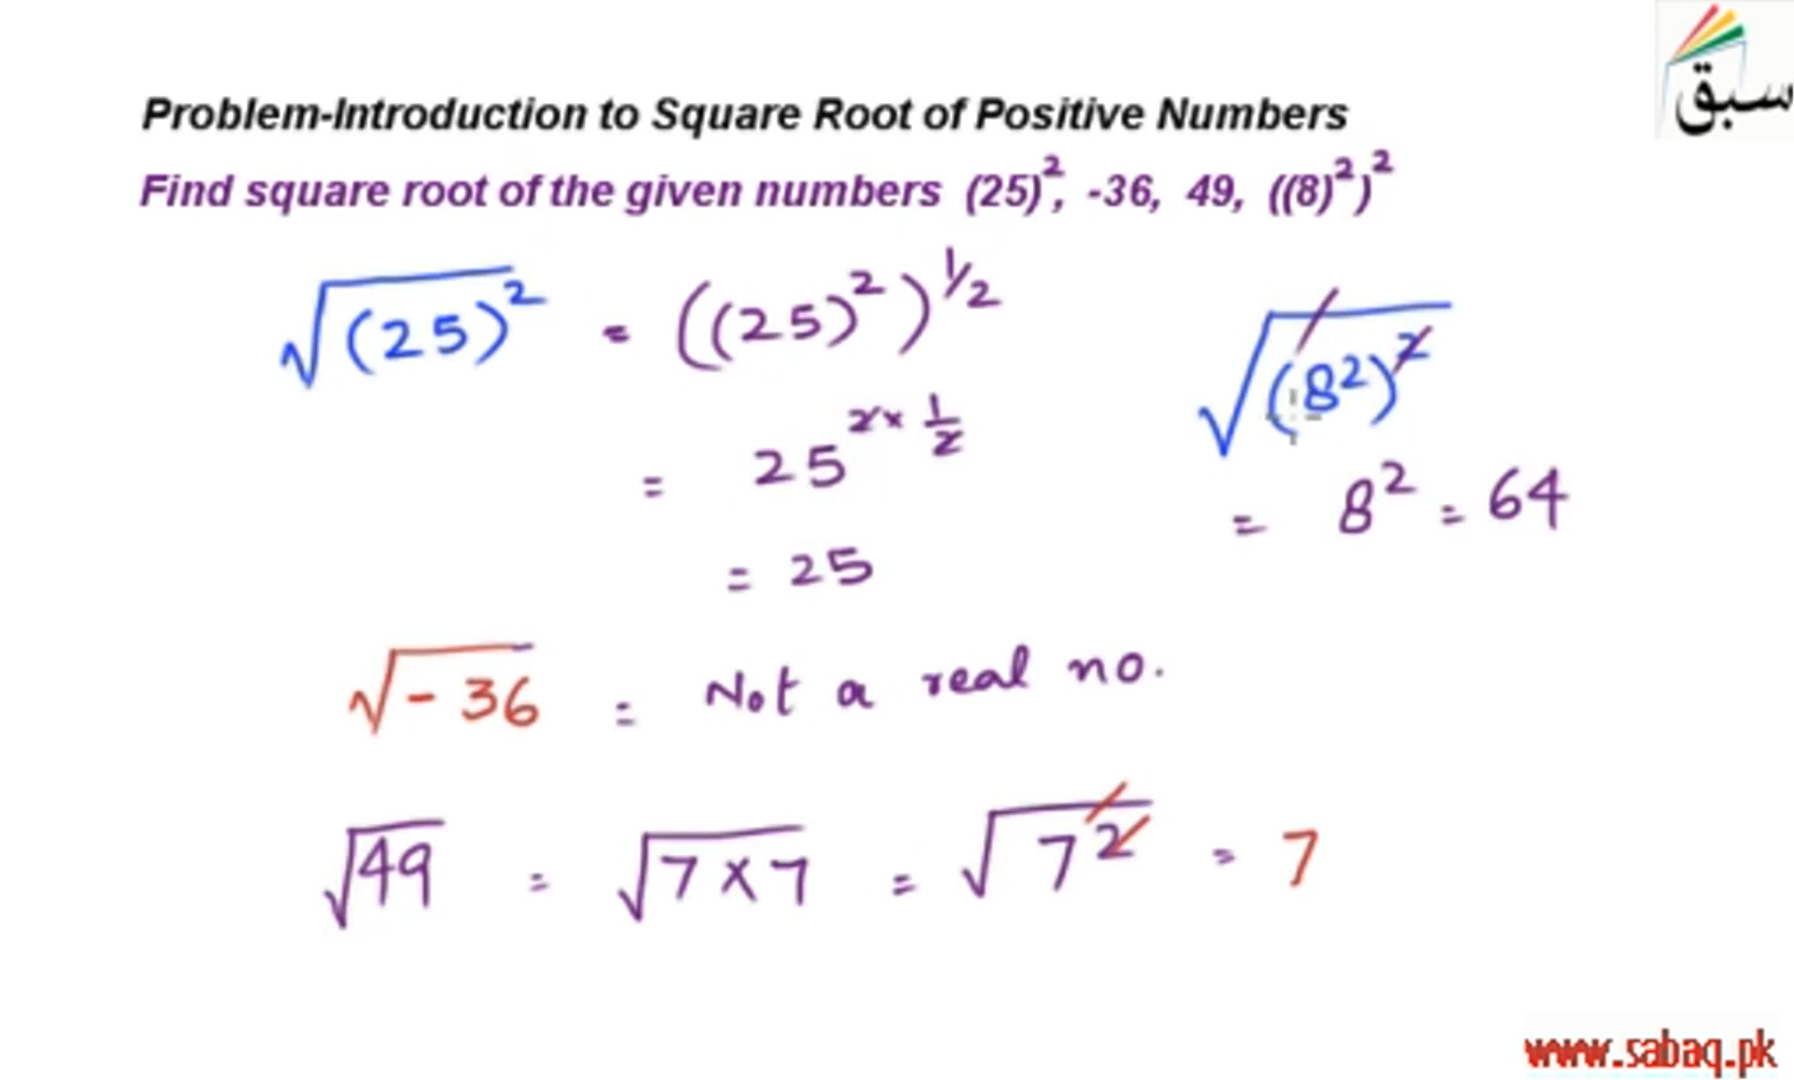 سبق
Problem-Introduction to Square Root of Positive Numbers
Find square root of the given numbers (25)², -36, 49, ((8)²)²
√(25)² = ((25)²)^1/2
= 25^2×1/2
= 25
√(8²)²
= 8² = 64
√-36 = Not a real no.
√49 = √7×7 = √7² = 7
www.sabaq.pk